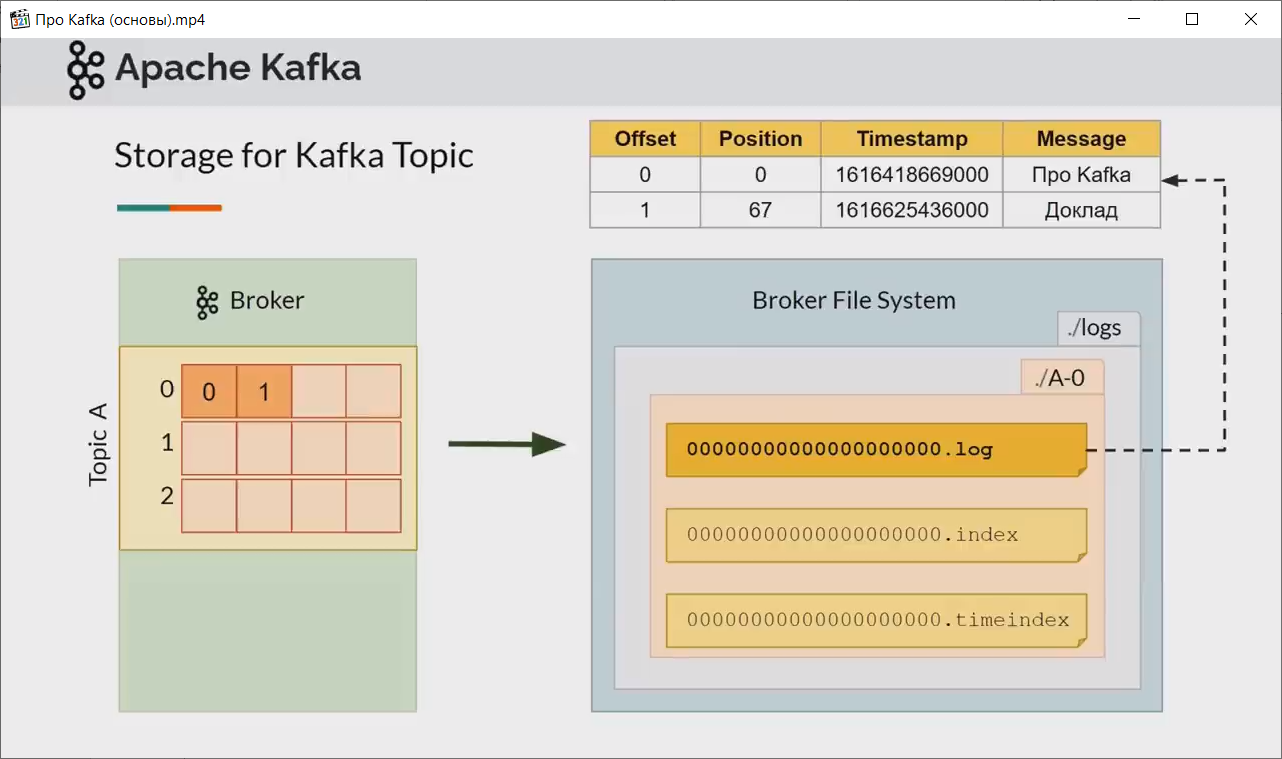 Про Kafka (основы).mp4
Apache Kafka
Storage for Kafka Topic
Offset Position Timestamp Message
0 0 1616418669000 Про Kafka
1 67 1616625436000 Доклад
Broker
Topic A
0 0 1
1
2
Broker File System
./logs
./A-0
00000000000000000000.log
00000000000000000000.index
00000000000000000000.timeindex